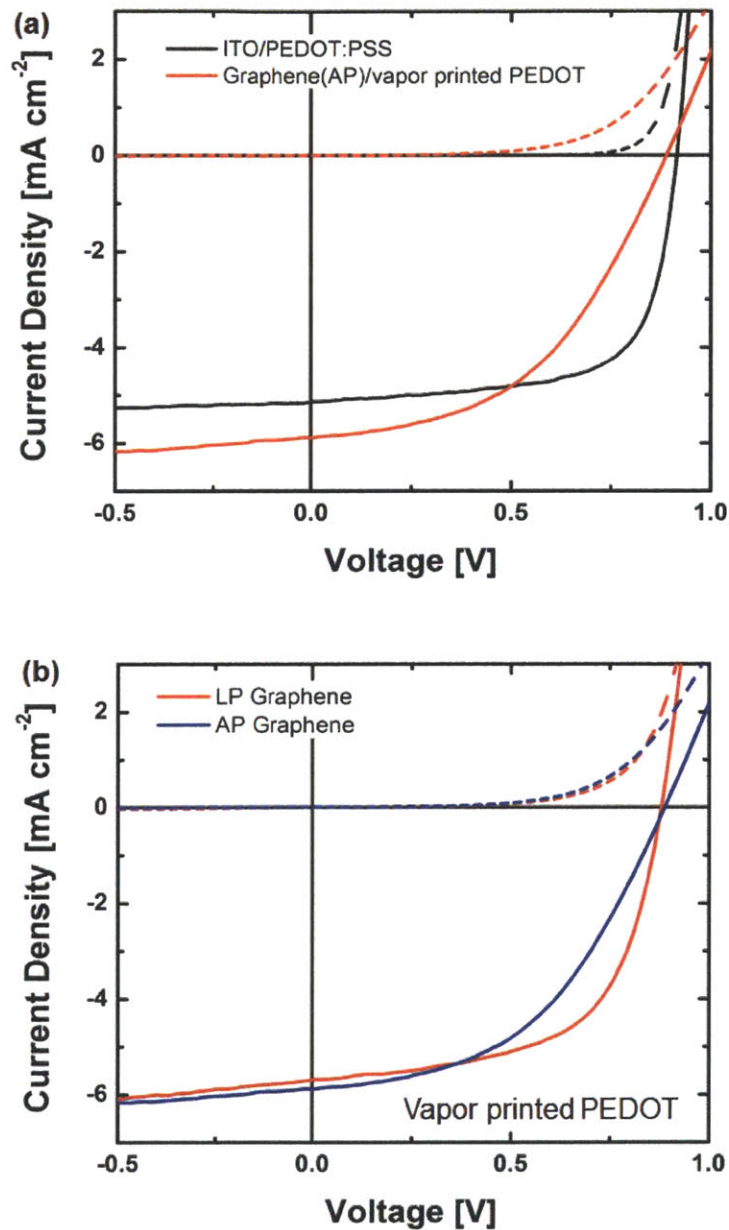 (a)
ITO/PEDOT:PSS
Graphene(AP)/vapor printed PEDOT
2
0
-2
-4
-6
Current Density [mA cm-2]
-0.5 0.0 0.5 1.0
Voltage [V]
(b)
LP Graphene
AP Graphene
2
0
-2
-4
-6
Current Density [mA cm-2]
Vapor printed PEDOT
-0.5 0.0 0.5 1.0
Voltage [V]